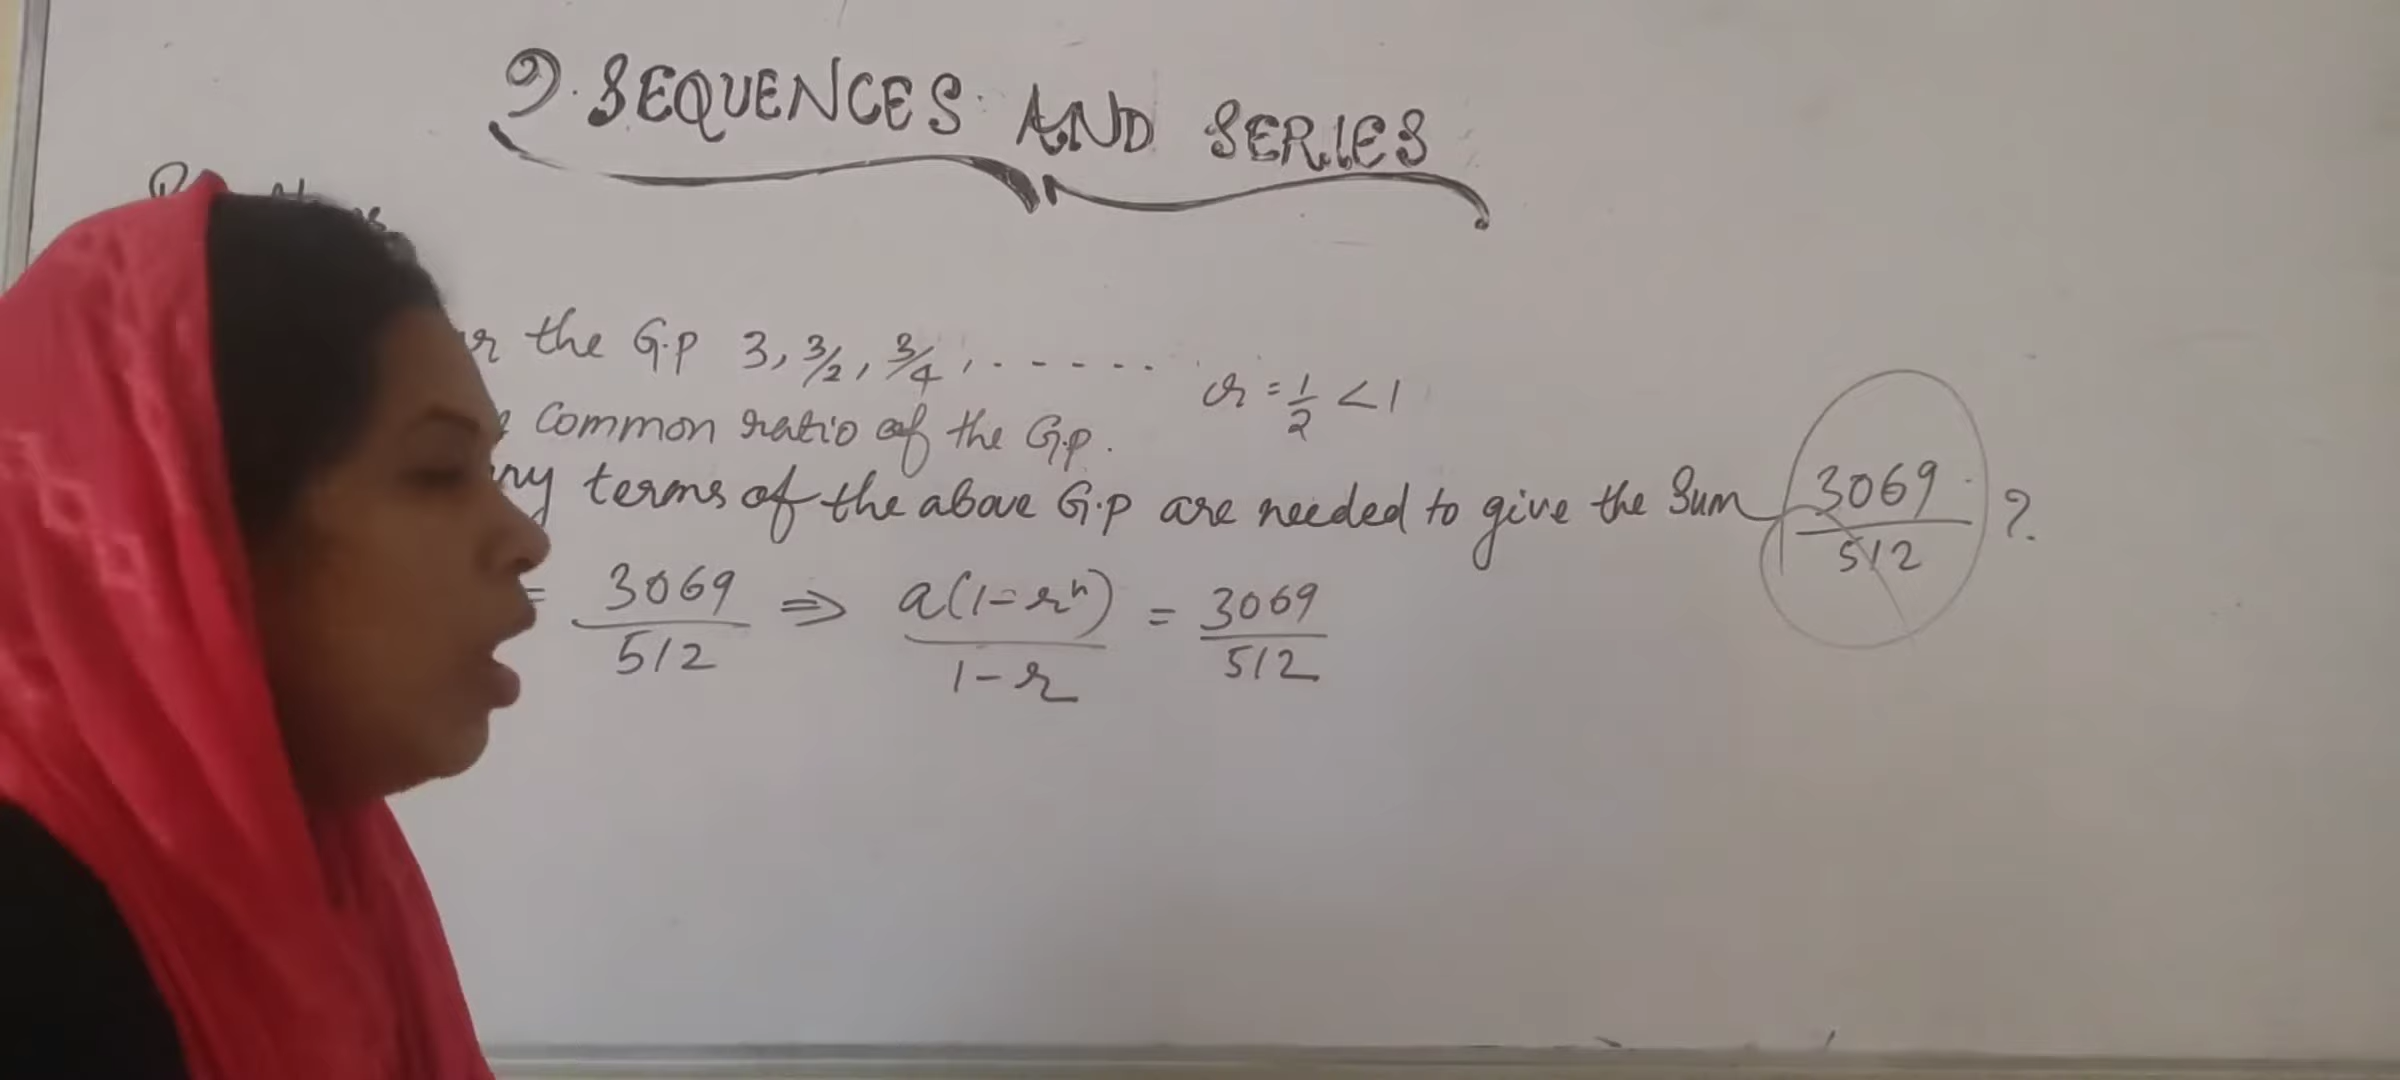 9. SEQUENCES AND SERIES
the G.P 3, 3/2, 3/4, ......
r = 1/2 < 1
common ratio of the G.P.
terms of the above G.P are needed to give the Sum 3069/512 ?
= 3069/512 ⇒ a(1-r^n)/1-r = 3069/512